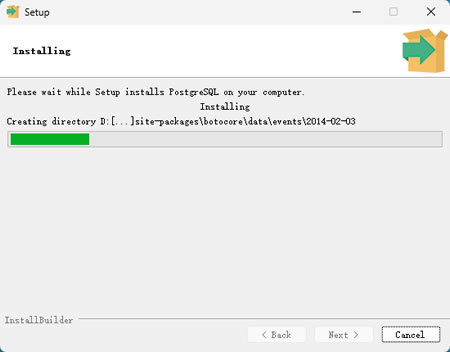 Setup
Installing
Please wait while Setup installs PostgreSQL on your computer.
Installing
Creating directory D:[...]site-packages\botocore\data\events\2014-02-03
InstallBuilder
< Back
Next >
Cancel